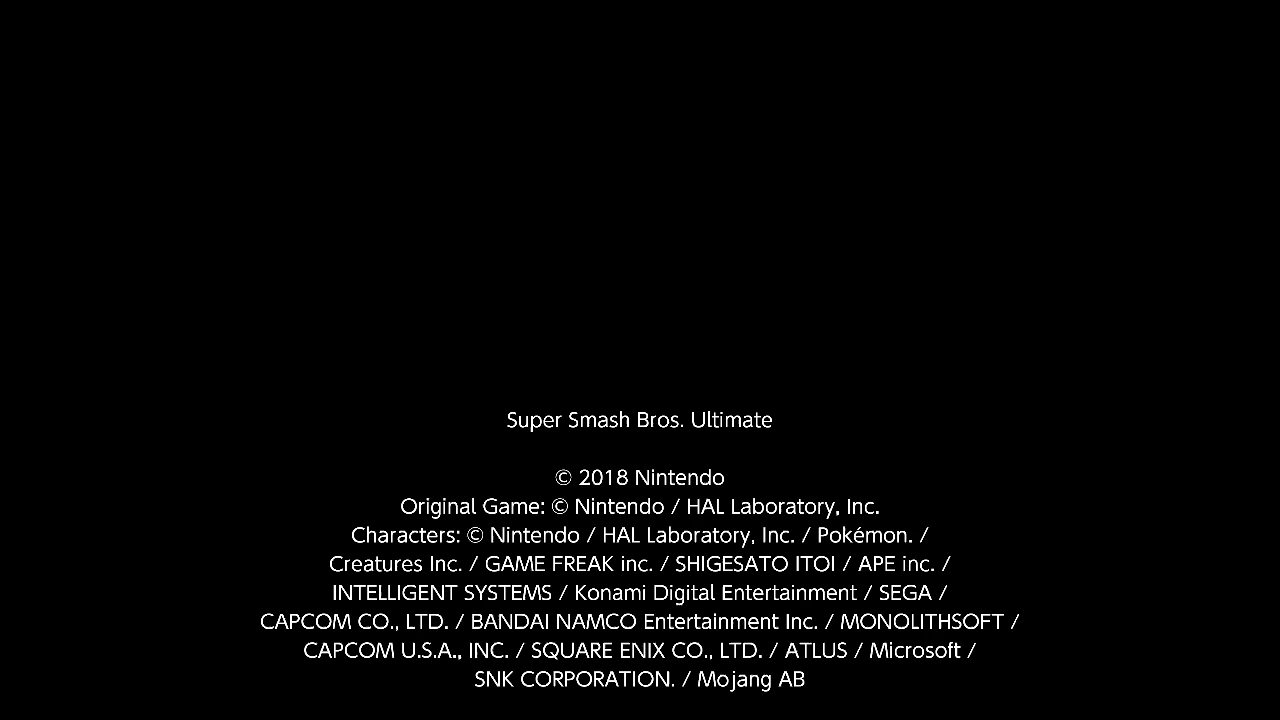 Super Smash Bros. Ultimate
© 2018 Nintendo
Original Game: © Nintendo / HAL Laboratory, Inc.
Characters: © Nintendo / HAL Laboratory, Inc. / Pokémon. /
Creatures Inc. / GAME FREAK inc. / SHIGESATO ITOI / APE inc. /
INTELLIGENT SYSTEMS / Konami Digital Entertainment / SEGA /
CAPCOM CO., LTD. / BANDAI NAMCO Entertainment Inc. / MONOLITHSOFT /
CAPCOM U.S.A., INC. / SQUARE ENIX CO., LTD. / ATLUS / Microsoft /
SNK CORPORATION. / Mojang AB